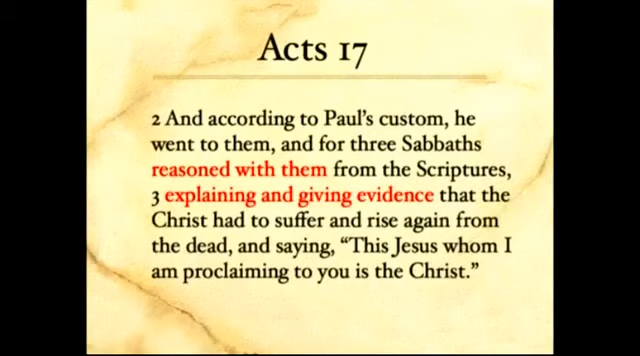 Acts 17
2 And according to Paul’s custom, he
went to them, and for three Sabbaths
reasoned with them from the Scriptures,
3 explaining and giving evidence that the
Christ had to suffer and rise again from
the dead, and saying, “This Jesus whom I
am proclaiming to you is the Christ.”